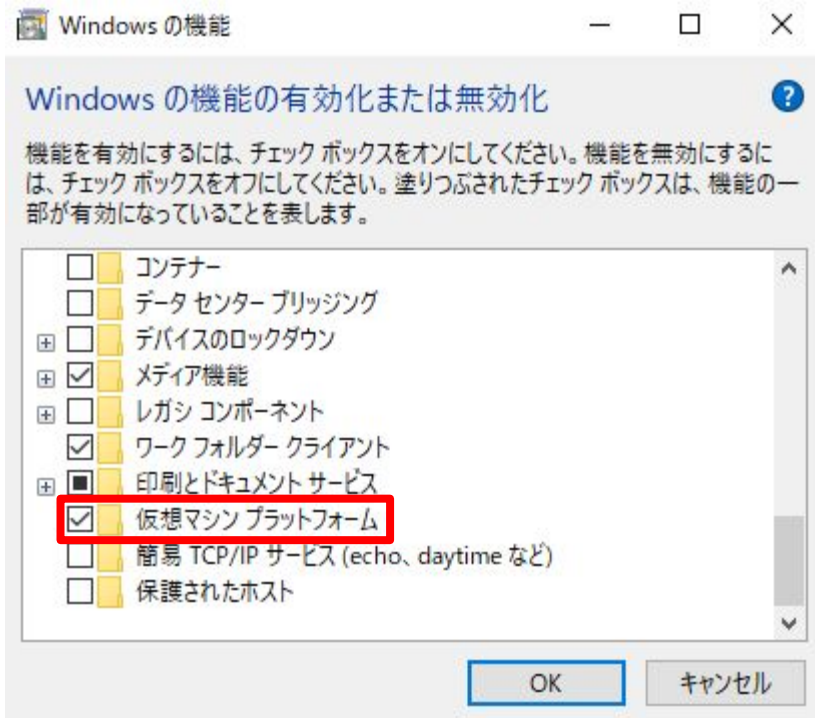 Windows の機能
Windows の機能の有効化または無効化
?
機能を有効にするには、チェック ボックスをオンにしてください。機能を無効にするに
は、チェック ボックスをオフにしてください。塗りつぶされたチェック ボックスは、機能の一
部が有効になっていることを表します。
コンテナー
データ センター ブリッジング
デバイスのロックダウン
メディア機能
レガシ コンポーネント
ワーク フォルダー クライアント
印刷とドキュメント サービス
仮想マシン プラットフォーム
簡易 TCP/IP サービス (echo、daytime など)
保護されたホスト
OK
キャンセル